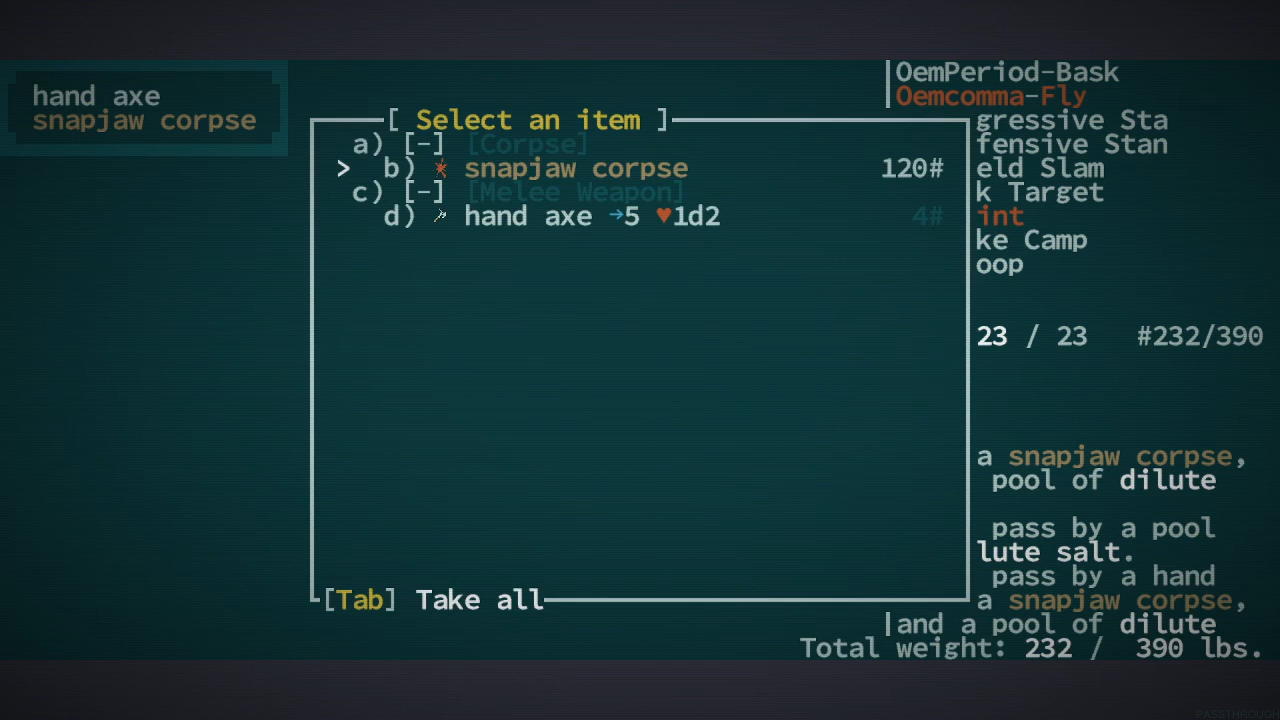 hand axe
snapjaw corpse
[ Select an item ]
a) [-] [Corpse]
> b) snapjaw corpse 120#
c) [-] [Melee Weapon]
d) hand axe →5 ♥1d2 4#
[Tab] Take all
OemPeriod-Bask
Oemcomma-Fly
gressive Sta
fensive Stan
eld Slam
k Target
int
ke Camp
oop
23 / 23 #232/390
a snapjaw corpse,
pool of dilute
pass by a pool
lute salt.
pass by a hand
a snapjaw corpse,
and a pool of dilute
Total weight: 232 / 390 lbs.
PASSTHROUGH